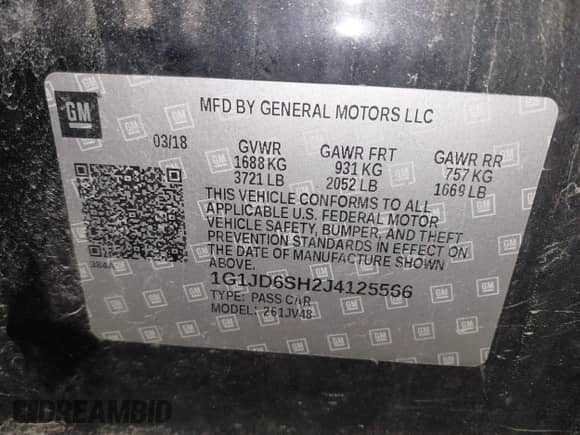 GM
MFD BY GENERAL MOTORS LLC
03/18
GVWR GAWR FRT GAWR RR
1688 KG 931 KG 757 KG
3721 LB 2052 LB 1669 LB
THIS VEHICLE CONFORMS TO ALL
APPLICABLE U.S. FEDERAL MOTOR
VEHICLE SAFETY, BUMPER, AND THEFT
PREVENTION STANDARDS IN EFFECT ON
THE DATE OF MANUFACTURE SHOWN
ABOVE.
1G1JD6SH2J4125556
TYPE: PASS CAR
MODEL: 261JV48
DREAMBID